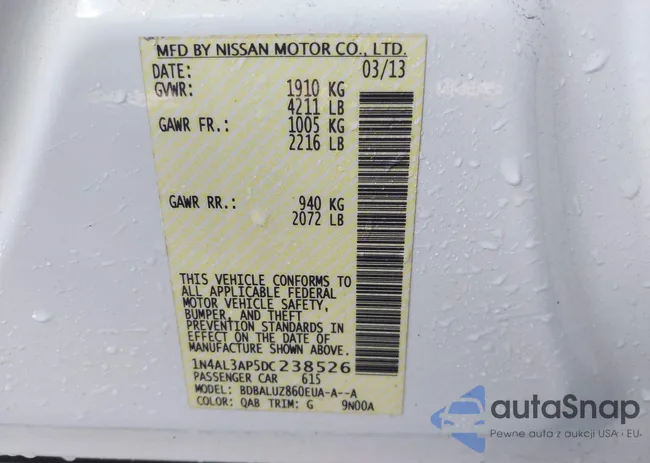 MFD BY NISSAN MOTOR CO., LTD.
DATE: 03/13
GVWR: 1910 KG
4211 LB
GAWR FR.: 1005 KG
2216 LB
GAWR RR.: 940 KG
2072 LB
THIS VEHICLE CONFORMS TO
ALL APPLICABLE FEDERAL
MOTOR VEHICLE SAFETY,
BUMPER, AND THEFT
PREVENTION STANDARDS IN
EFFECT ON THE DATE OF
MANUFACTURE SHOWN ABOVE.
1N4AL3AP5DC238526
PASSENGER CAR 615
MODEL: BDBALUZ860EUA-A--A
COLOR: QAB TRIM: G 9N00A
autoSnap
Pewne auto z aukcji USA i EU